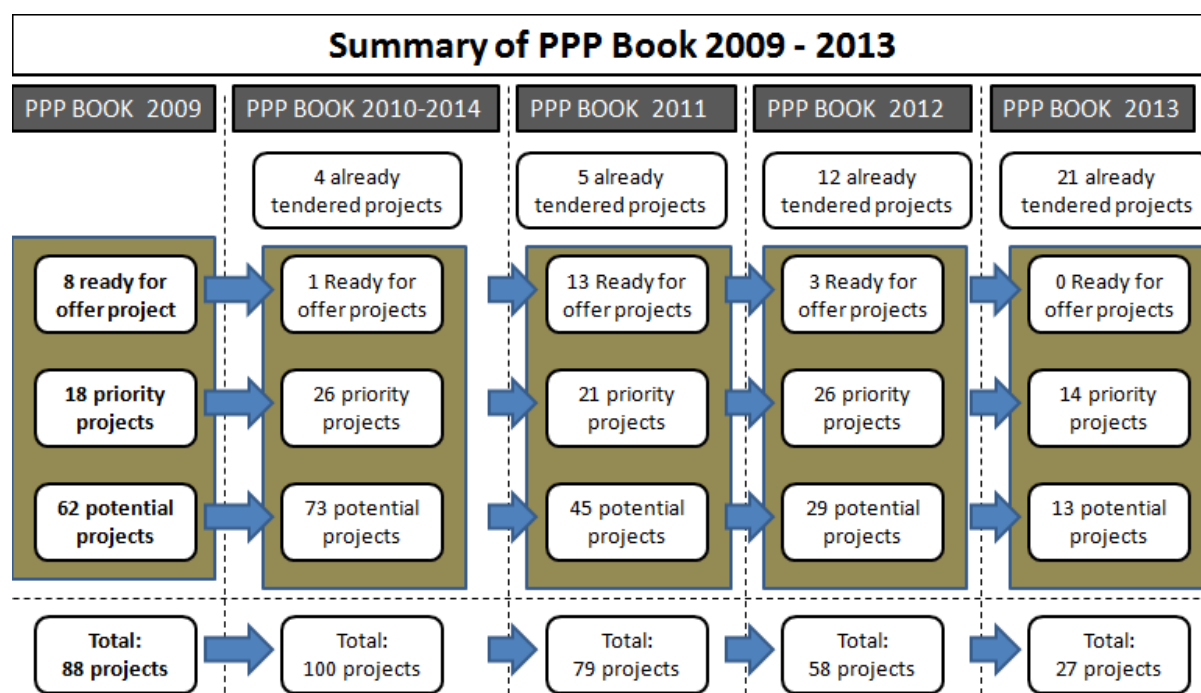 Summary of PPP Book 2009 - 2013
PPP BOOK 2009
PPP BOOK 2010-2014
PPP BOOK 2011
PPP BOOK 2012
PPP BOOK 2013
4 already
tendered projects
5 already
tendered projects
12 already
tendered projects
21 already
tendered projects
8 ready for
offer project
1 Ready for
offer projects
13 Ready for
offer projects
3 Ready for
offer projects
0 Ready for
offer projects
18 priority
projects
26 priority
projects
21 priority
projects
26 priority
projects
14 priority
projects
62 potential
projects
73 potential
projects
45 potential
projects
29 potential
projects
13 potential
projects
Total:
88 projects
Total:
100 projects
Total:
79 projects
Total:
58 projects
Total:
27 projects